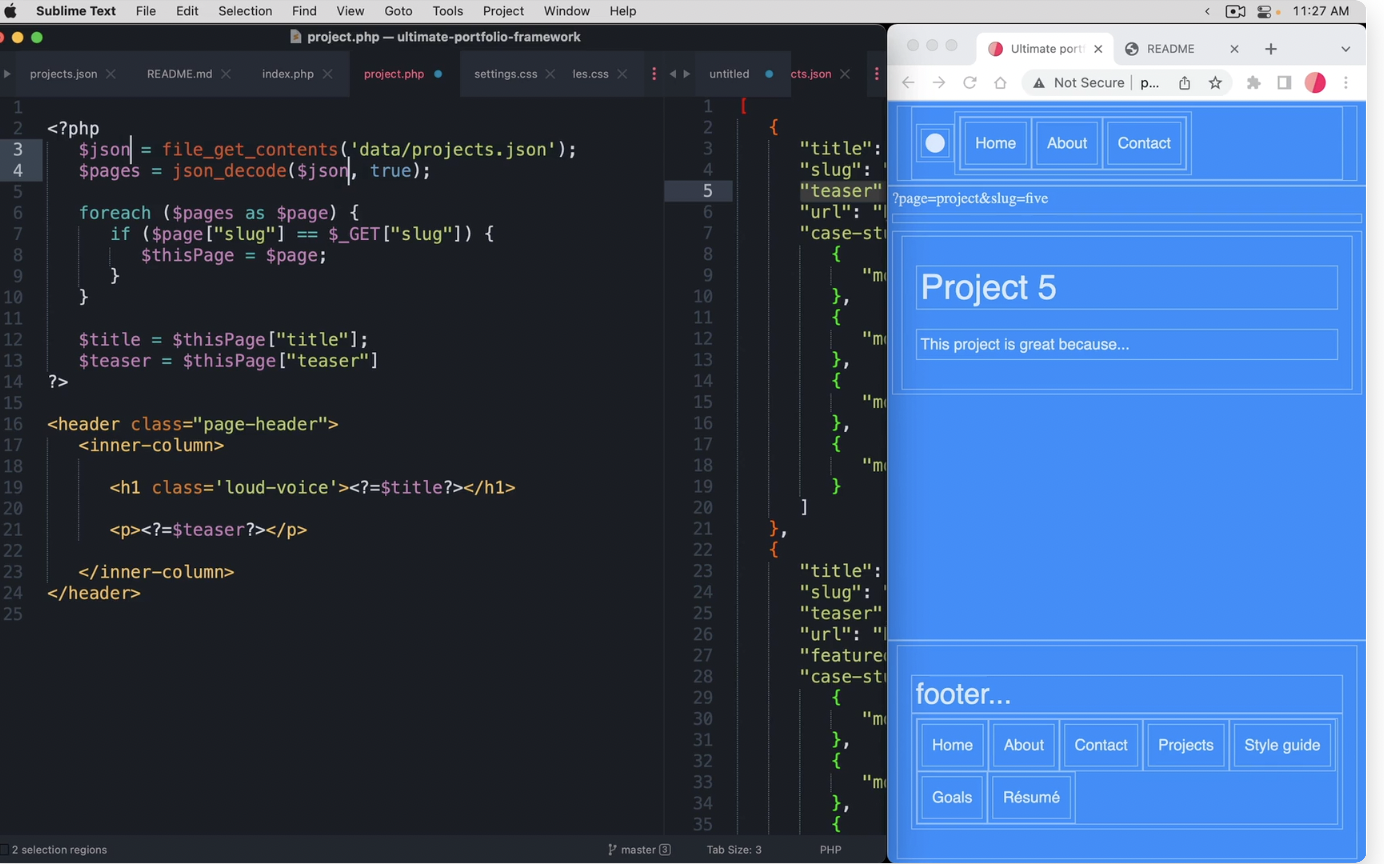 Sublime Text File Edit Selection Find View Goto Tools Project Window Help 11:27 AM
project.php — ultimate-portfolio-framework
projects.json README.md index.php project.php settings.css les.css untitled cts.json
1
2 <?php
3 $json = file_get_contents('data/projects.json');
4 $pages = json_decode($json, true);
5
6 foreach ($pages as $page) {
7 if ($page["slug"] == $_GET["slug"]) {
8 $thisPage = $page;
9 }
10 }
11
12 $title = $thisPage["title"];
13 $teaser = $thisPage["teaser"]
14 ?>
15
16 <header class="page-header">
17 <inner-column>
18
19 <h1 class='loud-voice'><?=$title?></h1>
20
21 <p><?=$teaser?></p>
22
23 </inner-column>
24 </header>
25
1 [
2 {
3 "title":
4 "slug":
5 "teaser"
6 "url":
7 "case-stu
8 {
9 "mo
10 },
11 {
12 "mo
13 },
14 {
15 "mo
16 },
17 {
18 "mo
19 }
20 ]
21 },
22 {
23 "title":
24 "slug":
25 "teaser"
26 "url":
27 "featured
28 "case-stu
29 {
30 "mo
31 },
32 {
33 "mo
34 },
35 {
2 selection regions master 3 Tab Size: 3 PHP
Ultimate port README
Not Secure p...
Home About Contact
?page=project&slug=five
Project 5
This project is great because...
footer...
Home About Contact Projects Style guide
Goals Résumé